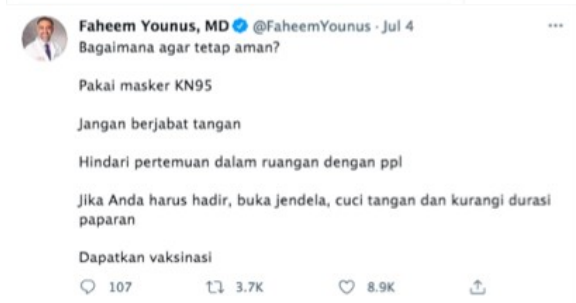 Faheem Younus, MD @FaheemYounus · Jul 4
Bagaimana agar tetap aman?
Pakai masker KN95
Jangan berjabat tangan
Hindari pertemuan dalam ruangan dengan ppl
Jika Anda harus hadir, buka jendela, cuci tangan dan kurangi durasi
paparan
Dapatkan vaksinasi
107 3.7K 8.9K